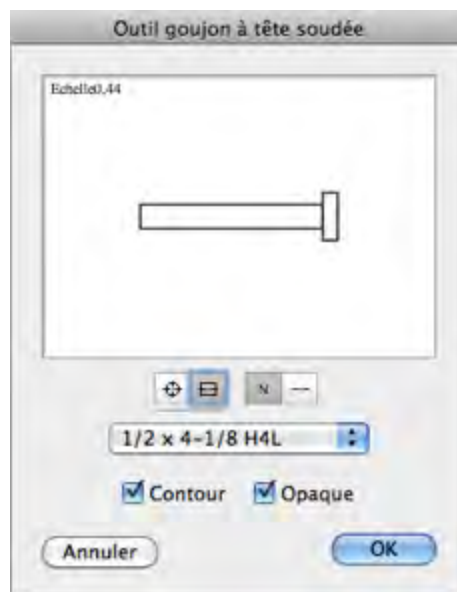 Outil goujon à tête soudée
Echelle0,44
N
1/2 x 4-1/8 H4L
Contour Opaque
Annuler OK